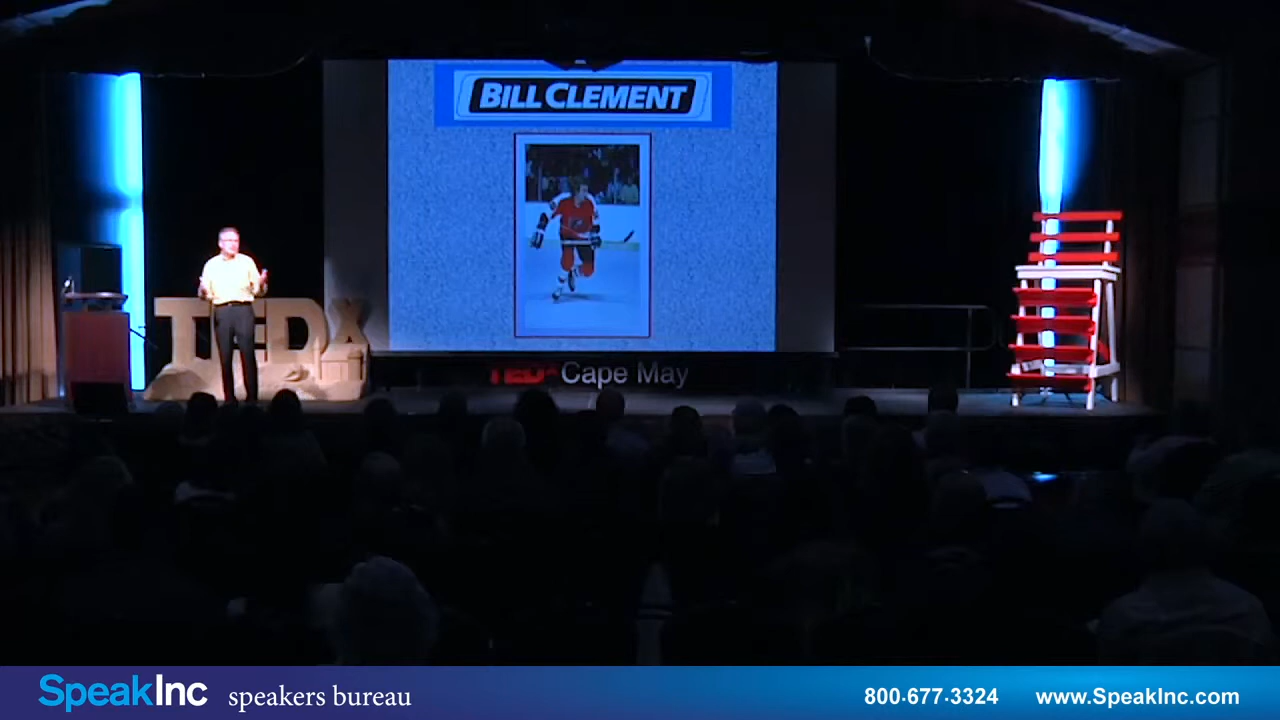 BILL CLEMENT
TEDx
TEDx Cape May
SpeakInc speakers bureau
800-677-3324
www.SpeakInc.com